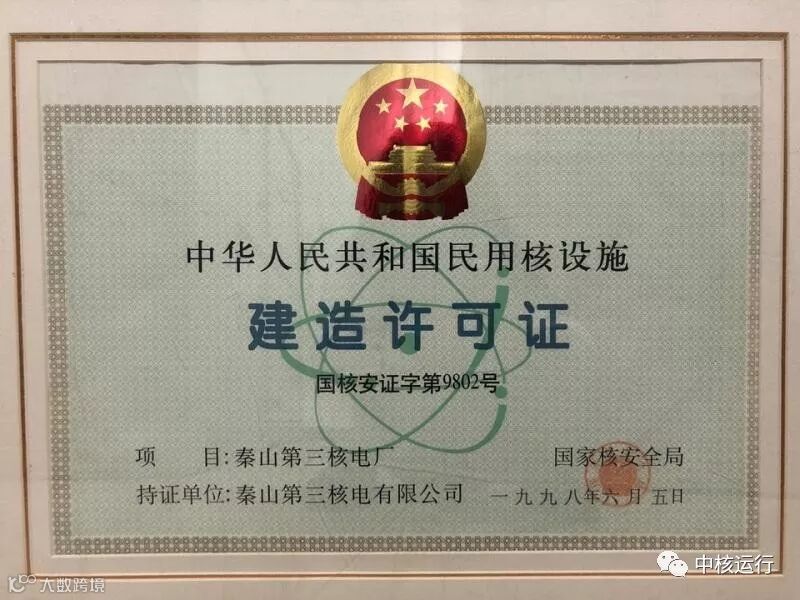 中华人民共和国民用核设施
建造许可证
国核安证字第9802号
项 目:秦山第三核电厂
国家核安全局
持证单位:秦山第三核电有限公司
一九九八年六月五日
中核运行
大数跨境